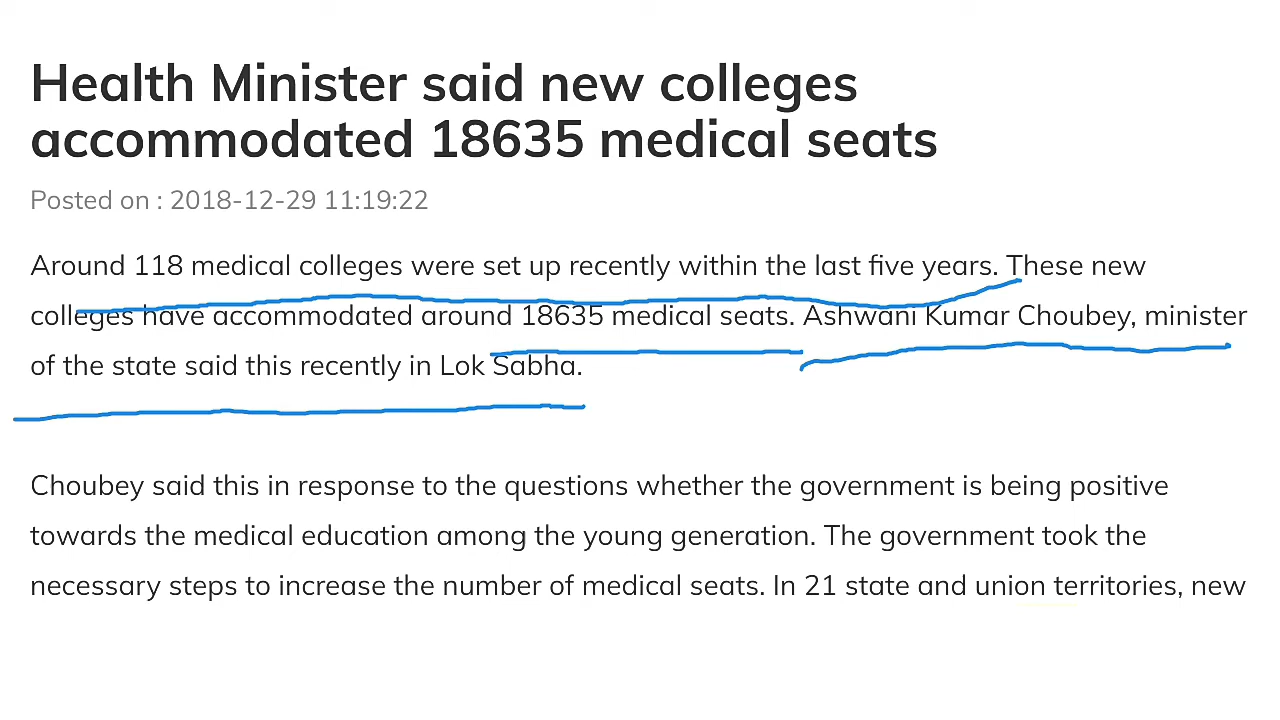 Health Minister said new colleges
accommodated 18635 medical seats
Posted on : 2018-12-29 11:19:22
Around 118 medical colleges were set up recently within the last five years. These new
colleges have accommodated around 18635 medical seats. Ashwani Kumar Choubey, minister
of the state said this recently in Lok Sabha.
Choubey said this in response to the questions whether the government is being positive
towards the medical education among the young generation. The government took the
necessary steps to increase the number of medical seats. In 21 state and union territories, new